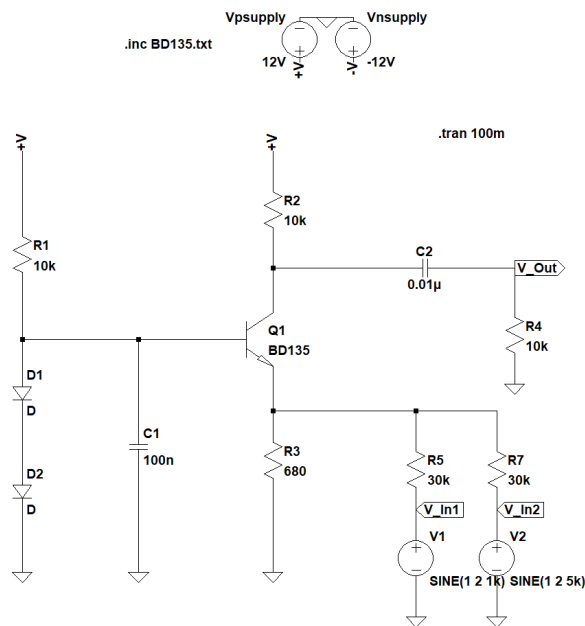 Vpsupply
Vnsupply
.inc BD135.txt
12V
+V
-V
-12V
.tran 100m
+V
+V
R2
10k
R1
10k
C2
0.01µ
V_Out
Q1
BD135
R4
10k
D1
D
C1
100n
D2
D
R3
680
R5
30k
R7
30k
V_In1
V_In2
V1
V2
SINE(1 2 1k)
SINE(1 2 5k)